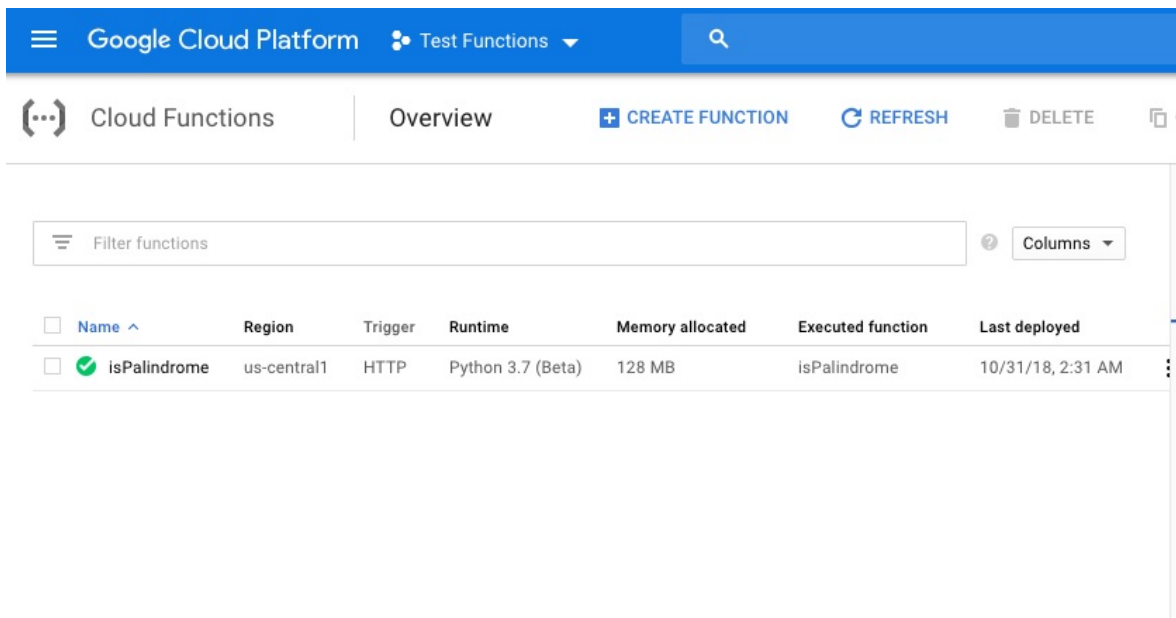 Google Cloud Platform Test Functions
Cloud Functions Overview CREATE FUNCTION REFRESH DELETE
Filter functions Columns
Name Region Trigger Runtime Memory allocated Executed function Last deployed
isPalindrome us-central1 HTTP Python 3.7 (Beta) 128 MB isPalindrome 10/31/18, 2:31 AM